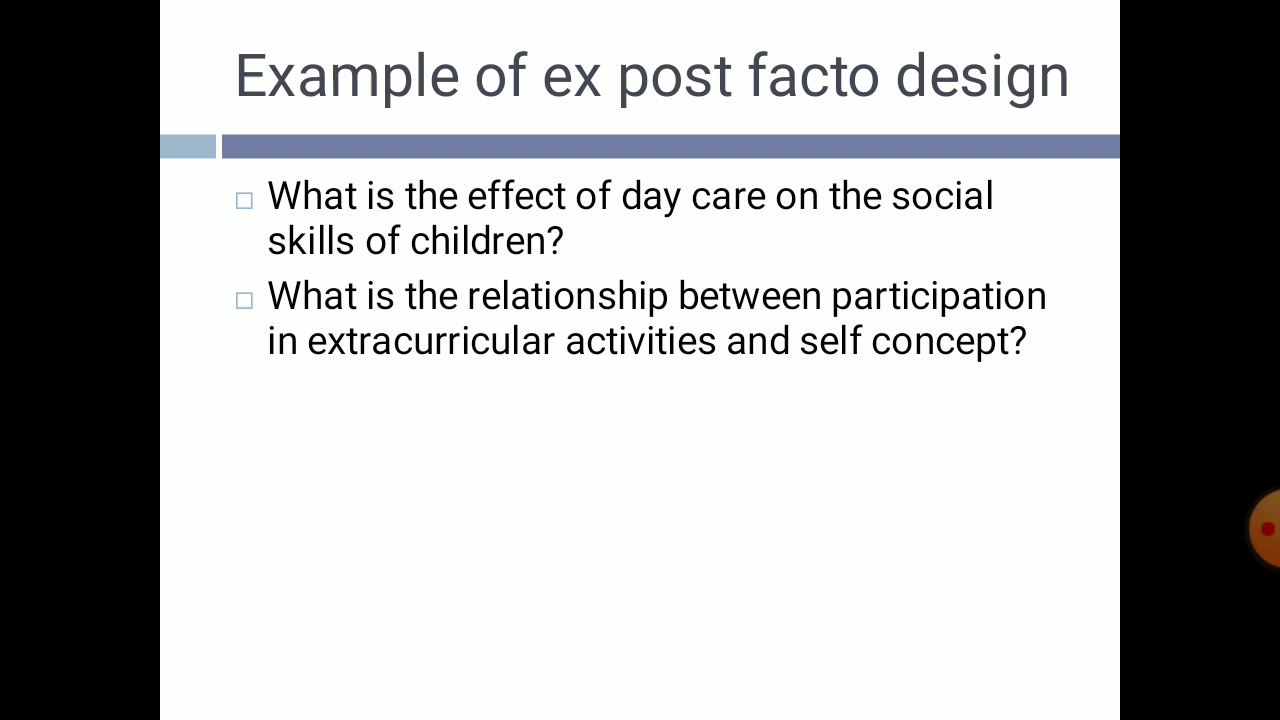 Example of ex post facto design
What is the effect of day care on the social
skills of children?
What is the relationship between participation
in extracurricular activities and self concept?